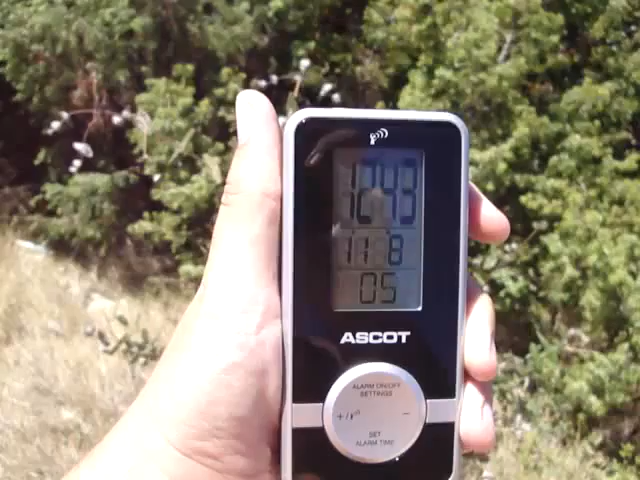 1243
11 8
05
ASCOT
ALARM ON/OFF
SETTINGS
+/
-
SET
ALARM TIME